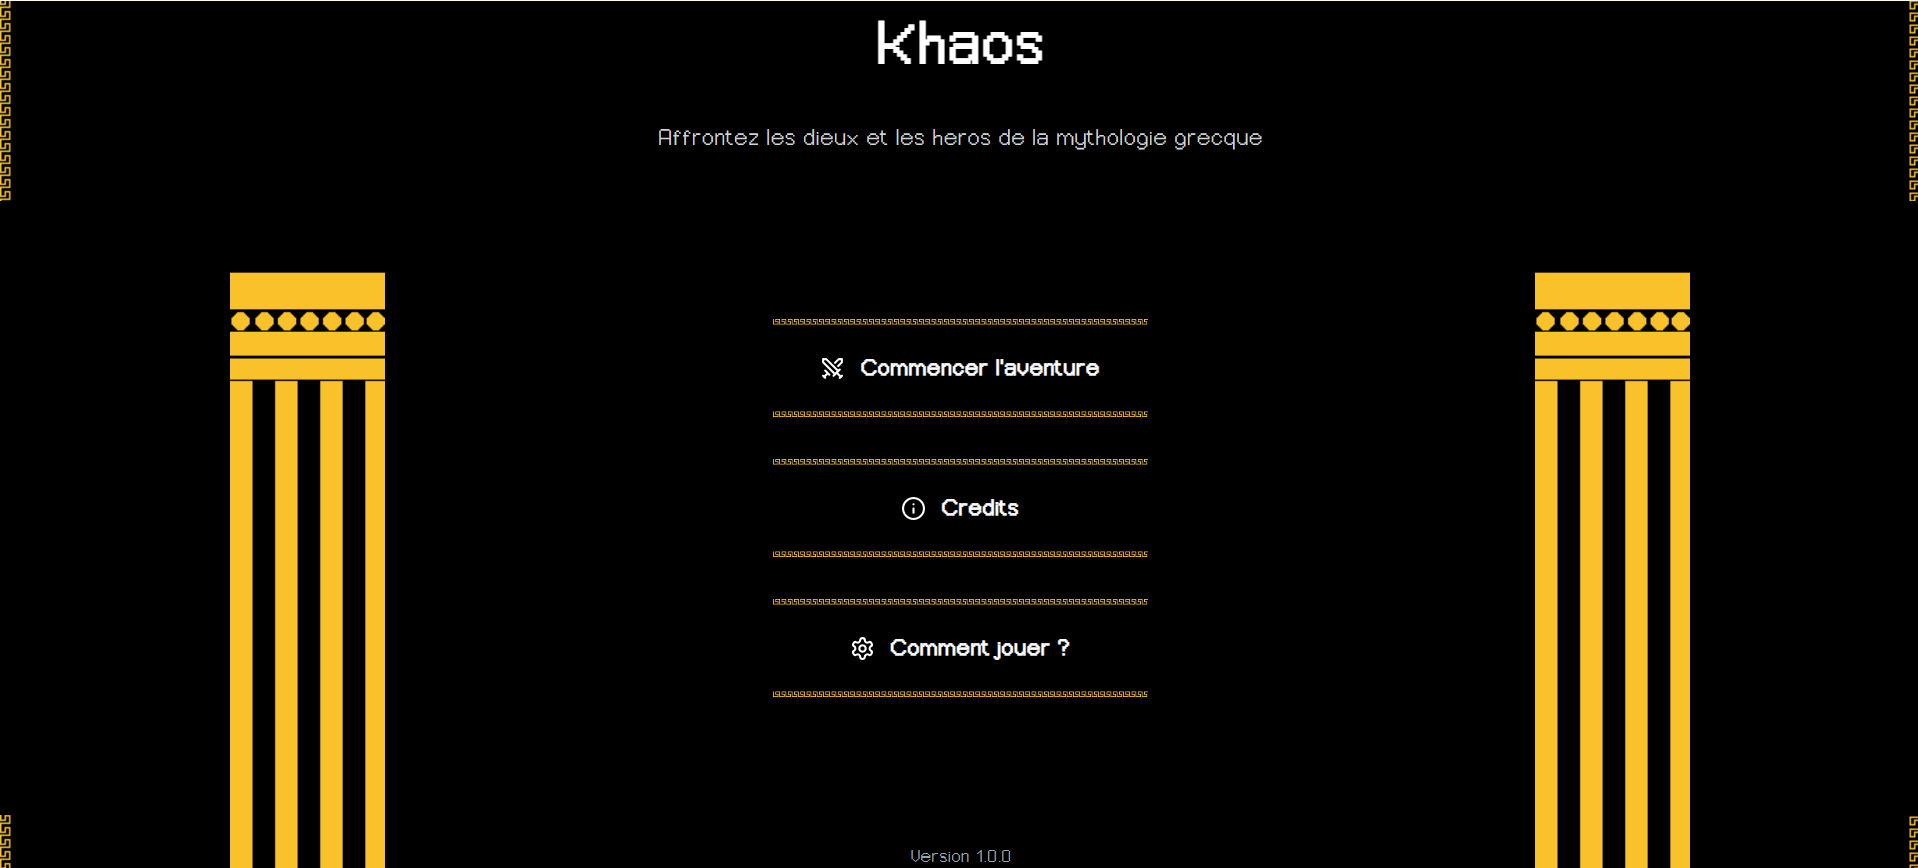 Khaos
Affrontez les dieux et les heros de la mythologie grecque
Commencer l'aventure
Credits
Comment jouer ?
Version 1.0.0